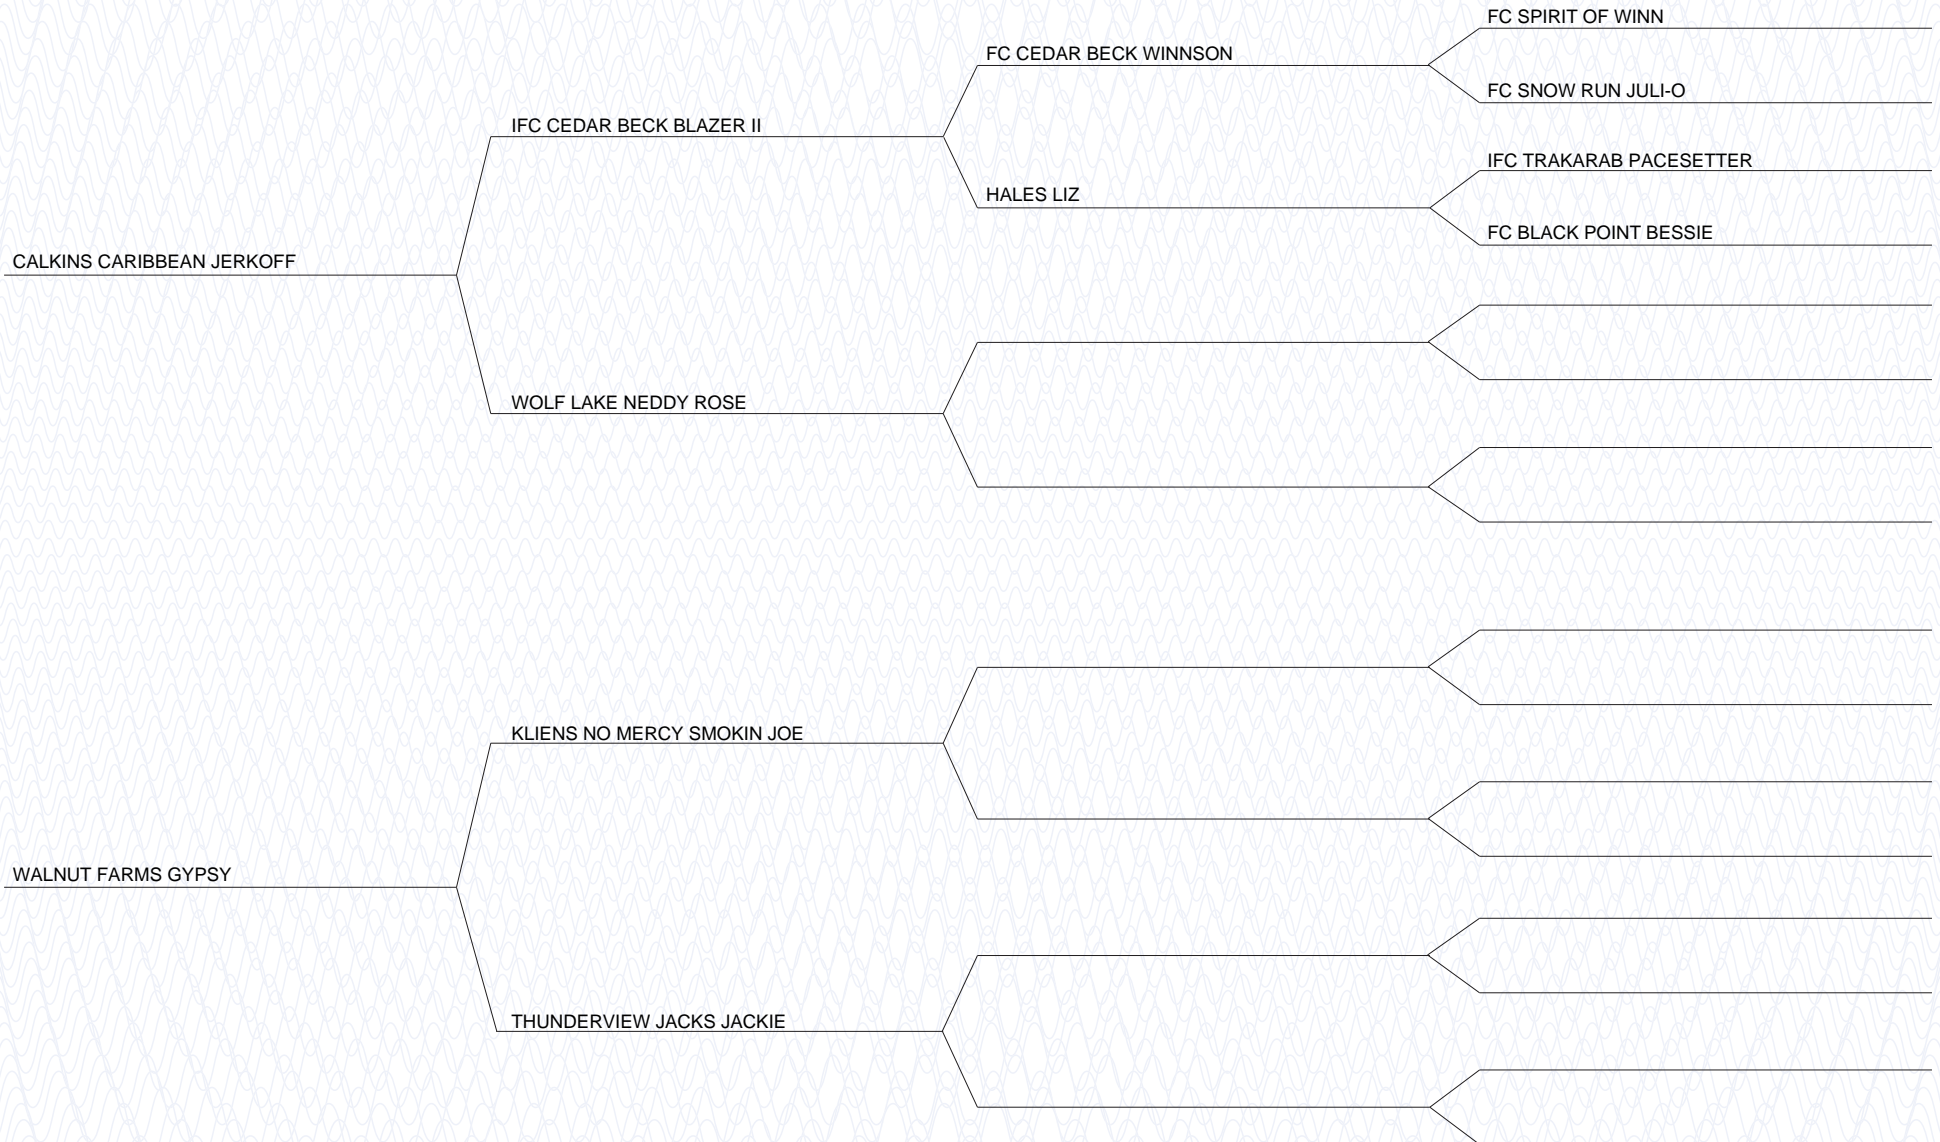 FC SPIRIT OF WINN
FC CEDAR BECK WINNSON
FC SNOW RUN JULI-O
IFC CEDAR BECK BLAZER II
IFC TRAKARAB PACESETTER
HALES LIZ
FC BLACK POINT BESSIE
CALKINS CARIBBEAN JERKOFF
WOLF LAKE NEDDY ROSE
KLIENS NO MERCY SMOKIN JOE
WALNUT FARMS GYPSY
THUNDERVIEW JACKS JACKIE